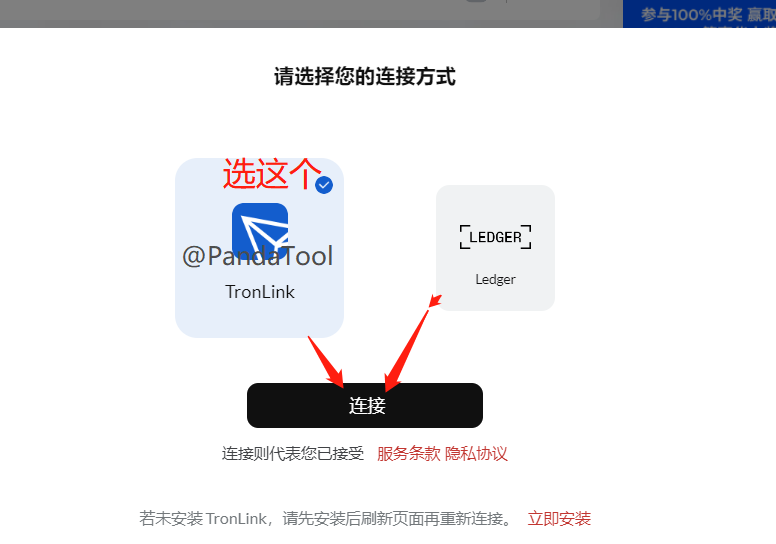 参与100%中奖 赢取
请选择您的连接方式
选这个
LEDGER
@PandaTool
TronLink
Ledger
连接
连接则代表您已接受 服务条款 隐私协议
若未安装 TronLink，请先安装后刷新页面再重新连接。 立即安装